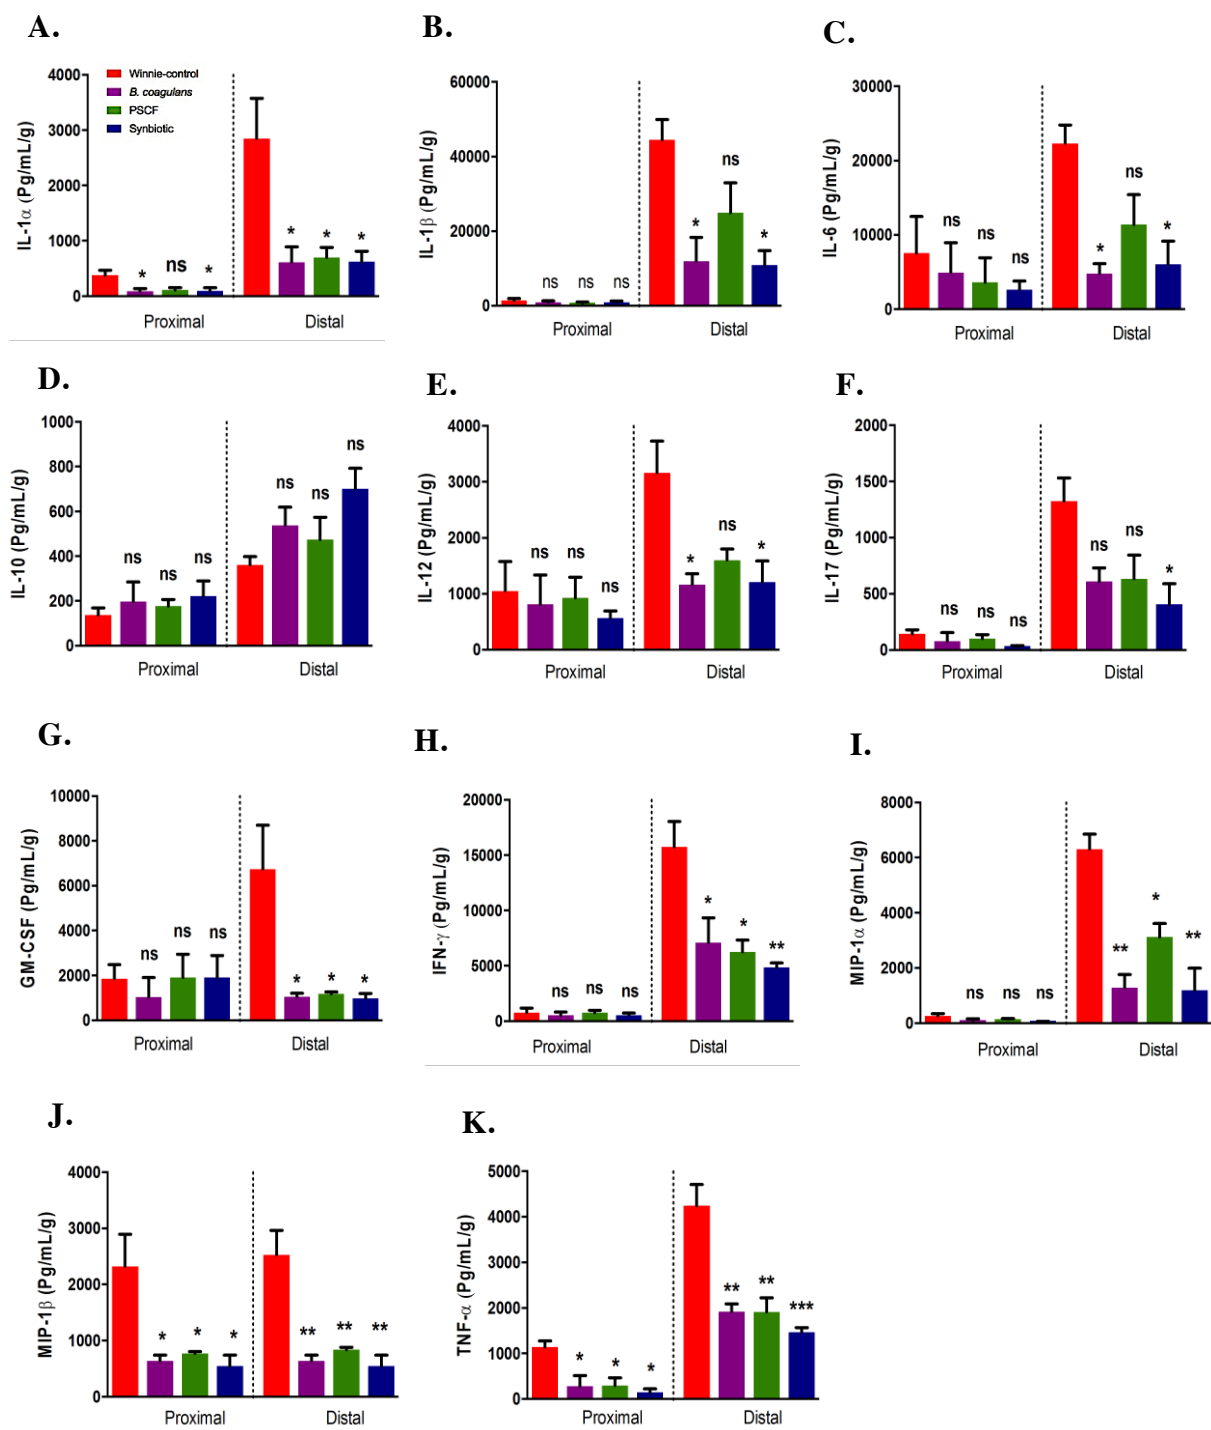 A.
B.
C.
4000
3000
2000
1000
0
IL-1α (Pg/mL/g)
Winnie-control
B. coagulans
PSCF
Synbiotic
* ns * * * *
Proximal Distal
60000
40000
20000
0
IL-1β (Pg/mL/g)
ns ns ns * ns *
Proximal Distal
30000
20000
10000
0
IL-6 (Pg/mL/g)
ns ns ns * ns *
Proximal Distal
D.
E.
F.
1000
800
600
400
200
0
IL-10 (Pg/mL/g)
ns ns ns ns ns ns
Proximal Distal
4000
3000
2000
1000
0
IL-12 (Pg/mL/g)
ns ns ns * ns *
Proximal Distal
2000
1500
1000
500
0
IL-17 (Pg/mL/g)
ns ns ns ns ns *
Proximal Distal
G.
H.
I.
10000
8000
6000
4000
2000
0
GM-CSF (Pg/mL/g)
ns ns ns * * *
Proximal Distal
20000
15000
10000
5000
0
IFN-γ (Pg/mL/g)
ns ns ns * * **
Proximal Distal
8000
6000
4000
2000
0
MIP-1α (Pg/mL/g)
ns ns ns ** * **
Proximal Distal
J.
K.
4000
3000
2000
1000
0
MIP-1β (Pg/mL/g)
* * * ** ** **
Proximal Distal
5000
4000
3000
2000
1000
0
TNF-α (Pg/mL/g)
* * * ** ** ***
Proximal Distal